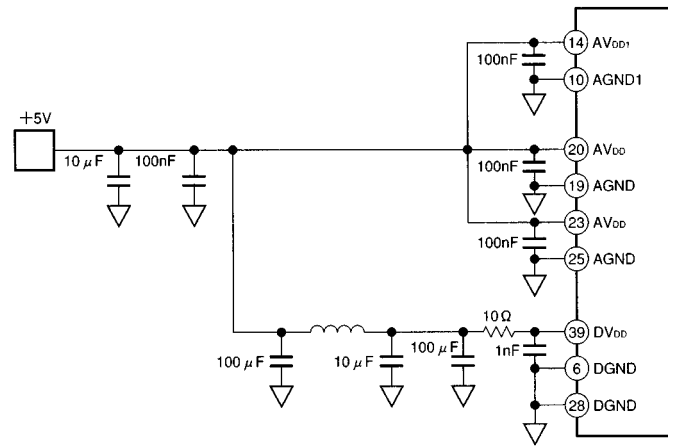 14 AVDD1
100nF
10 AGND1
+5V
10 μF 100nF
20 AVDD
100nF
19 AGND
23 AVDD
100nF
25 AGND
10Ω
39 DVDD
100 μF 10 μF 100 μF 1nF
6 DGND
28 DGND